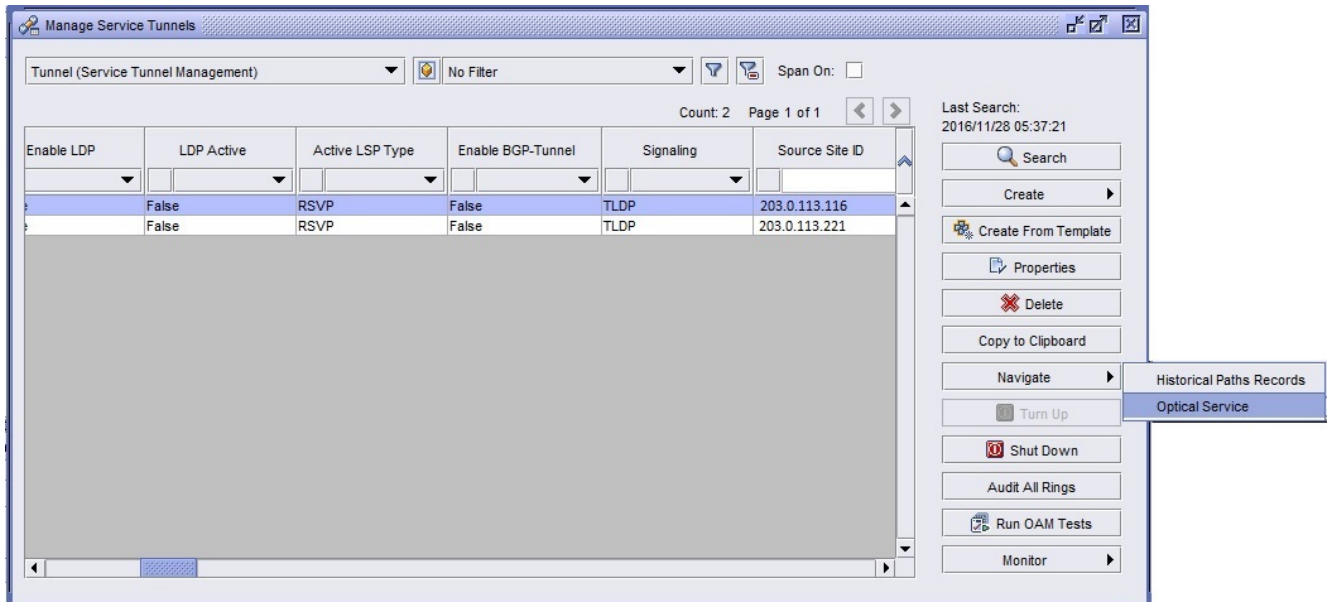 Manage Service Tunnels
Tunnel (Service Tunnel Management)
No Filter
Span On:
Count: 2 Page 1 of 1
Enable LDP LDP Active Active LSP Type Enable BGP-Tunnel Signaling Source Site ID
False RSVP False TLDP 203.0.113.116
False RSVP False TLDP 203.0.113.221
Last Search:
2016/11/28 05:37:21
Search
Create
Create From Template
Properties
Delete
Copy to Clipboard
Navigate
Historical Paths Records
Optical Service
Turn Up
Shut Down
Audit All Rings
Run OAM Tests
Monitor